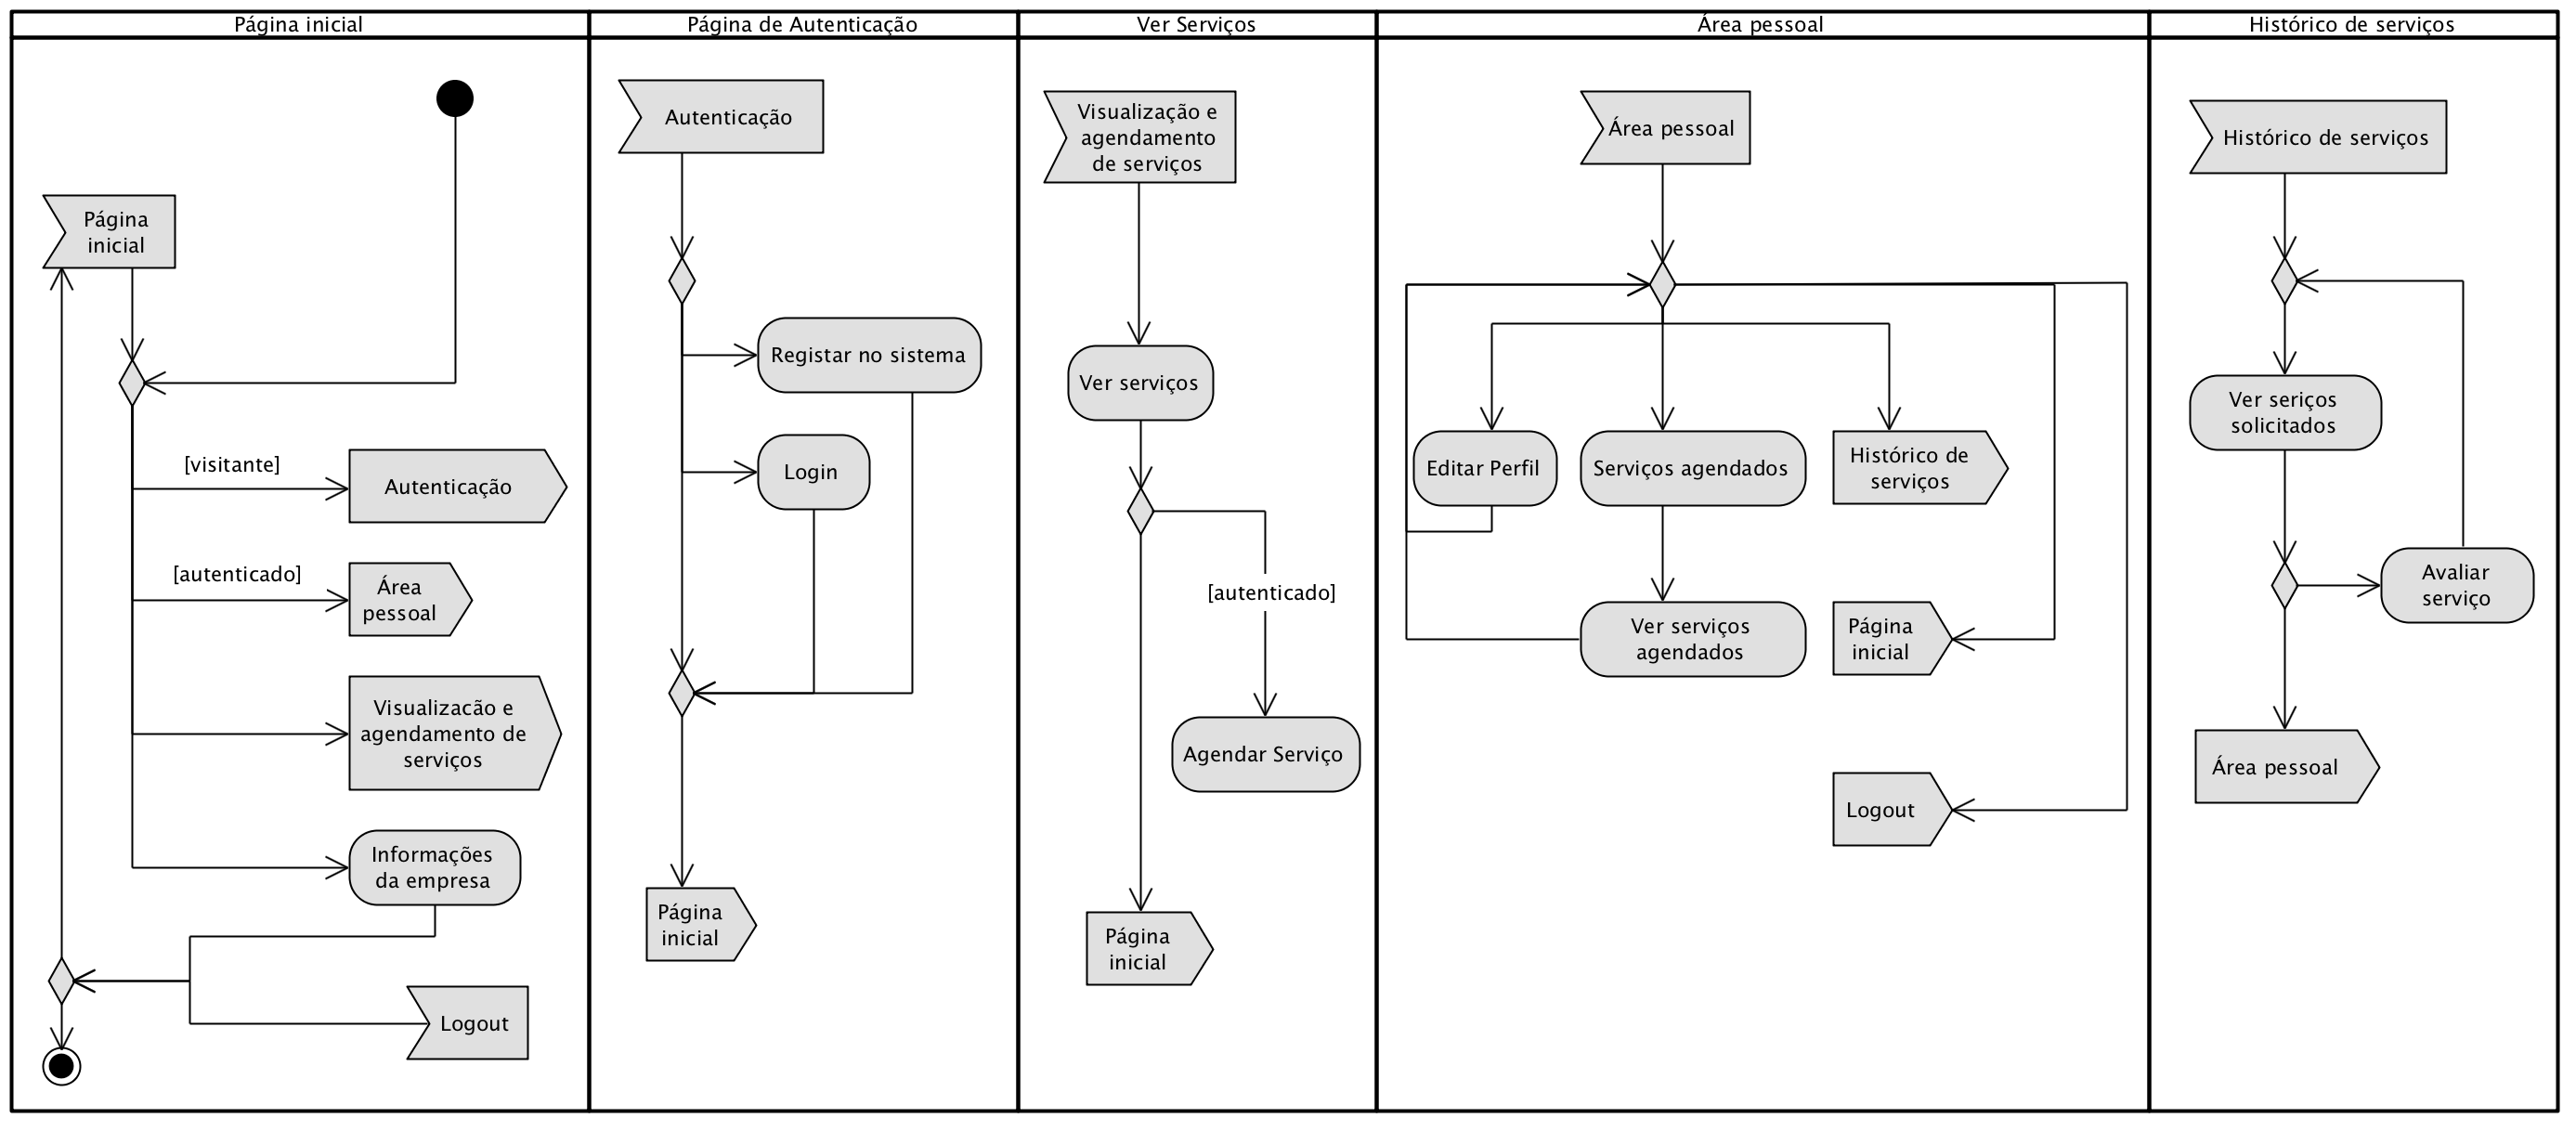 Página inicial
Página de Autenticação
Ver Serviços
Área pessoal
Histórico de serviços
Página
inicial
[visitante]
Autenticação
[autenticado]
Área
pessoal
Visualizacão e
agendamento de
serviços
Informações
da empresa
Logout
Autenticação
Registar no sistema
Login
Página
inicial
Visualização e
agendamento
de serviços
Ver serviços
[autenticado]
Agendar Serviço
Página
inicial
Área pessoal
Editar Perfil
Serviços agendados
Histórico de
serviços
Ver serviços
agendados
Página
inicial
Logout
Histórico de serviços
Ver seriços
solicitados
Avaliar
serviço
Área pessoal